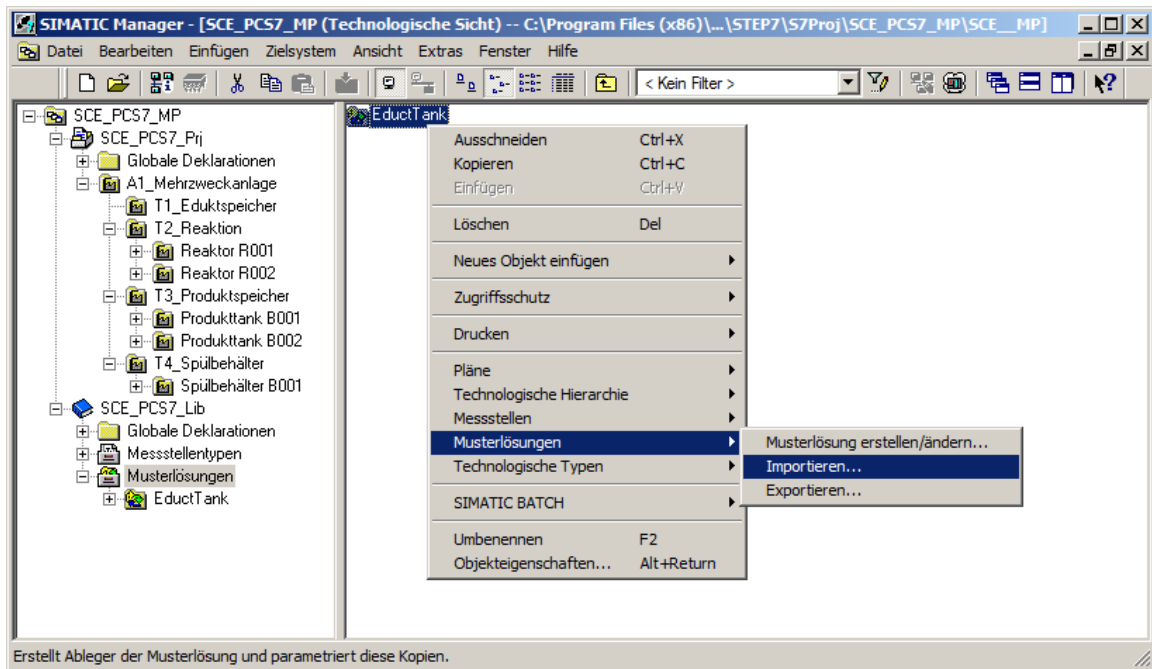 SIMATIC Manager - [SCE_PCS7_MP (Technologische Sicht) -- C:\Program Files (x86)\...\STEP7\S7Proj\SCE_PCS7_MP\SCE__MP]
Datei Bearbeiten Einfügen Zielsystem Ansicht Extras Fenster Hilfe
< Kein Filter >
SCE_PCS7_MP
SCE_PCS7_Prj
Globale Deklarationen
A1_Mehrzweckanlage
T1_Eduktspeicher
T2_Reaktion
Reaktor R001
Reaktor R002
T3_Produktspeicher
Produkttank B001
Produkttank B002
T4_Spülbehälter
Spülbehälter B001
SCE_PCS7_Lib
Globale Deklarationen
Messstellentypen
Musterlösungen
EductTank
EductTank
Ausschneiden Ctrl+X
Kopieren Ctrl+C
Einfügen Ctrl+V
Löschen Del
Neues Objekt einfügen
Zugriffsschutz
Drucken
Pläne
Technologische Hierarchie
Messstellen
Musterlösungen
Technologische Typen
SIMATIC BATCH
Umbenennen F2
Objekteigenschaften... Alt+Return
Musterlösung erstellen/ändern...
Importieren...
Exportieren...
Erstellt Ableger der Musterlösung und parametriert diese Kopien.